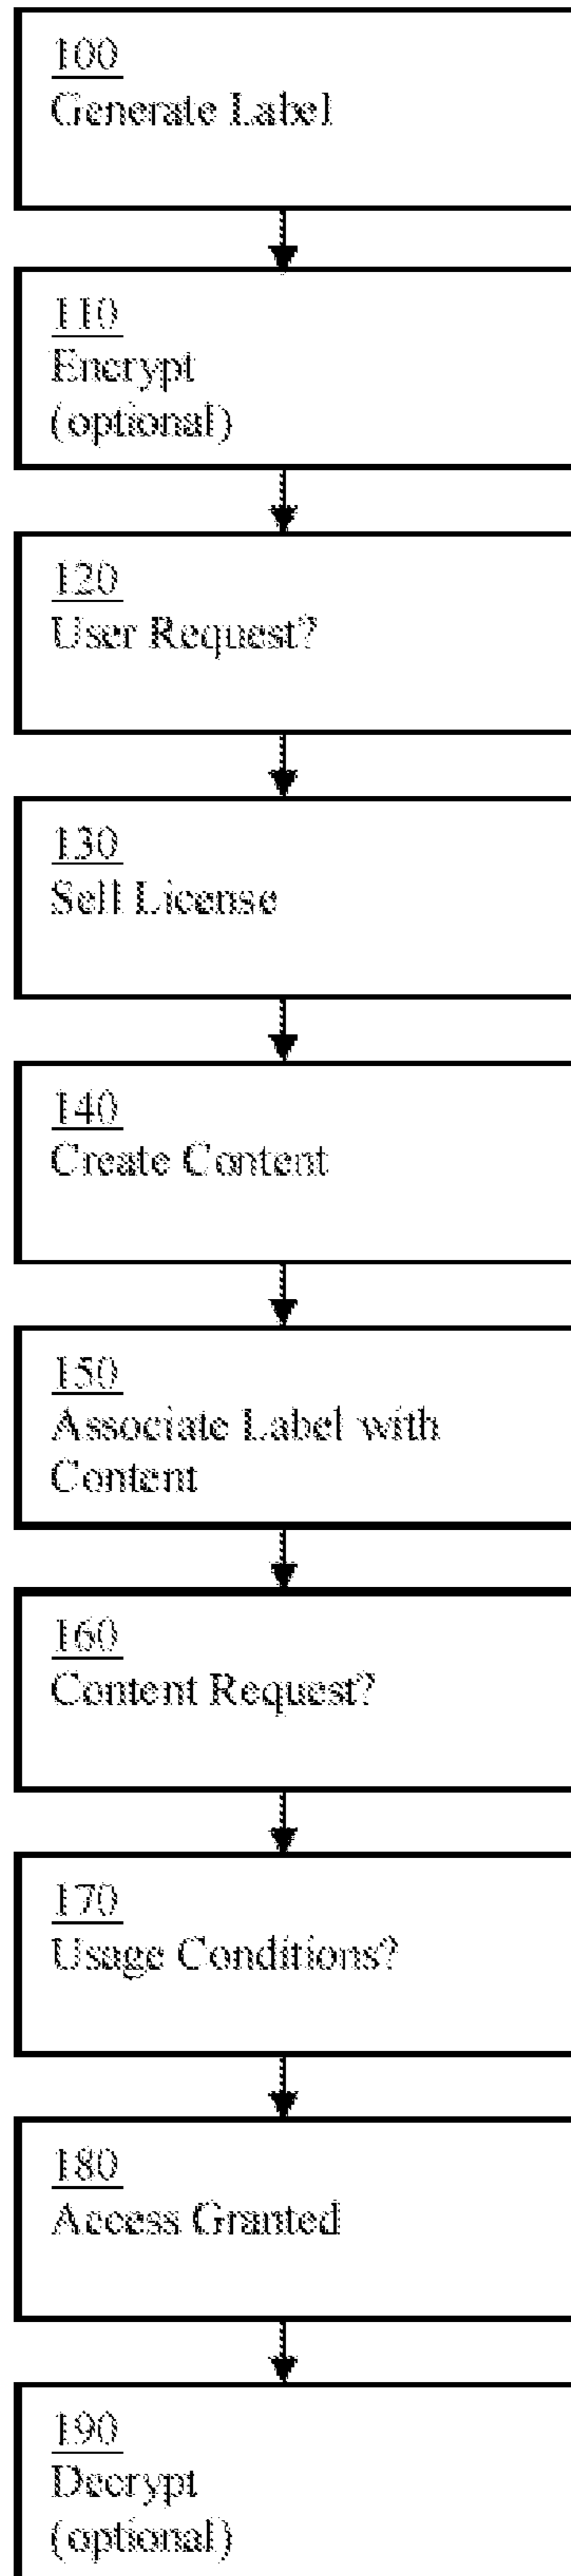 100
Generate Label
110
Encrypt
(optional)
120
User Request?
130
Sell License
140
Create Content
150
Associate Label with
Content
160
Content Request?
170
Usage Conditions?
180
Access Granted
190
Decrypt
(optional)